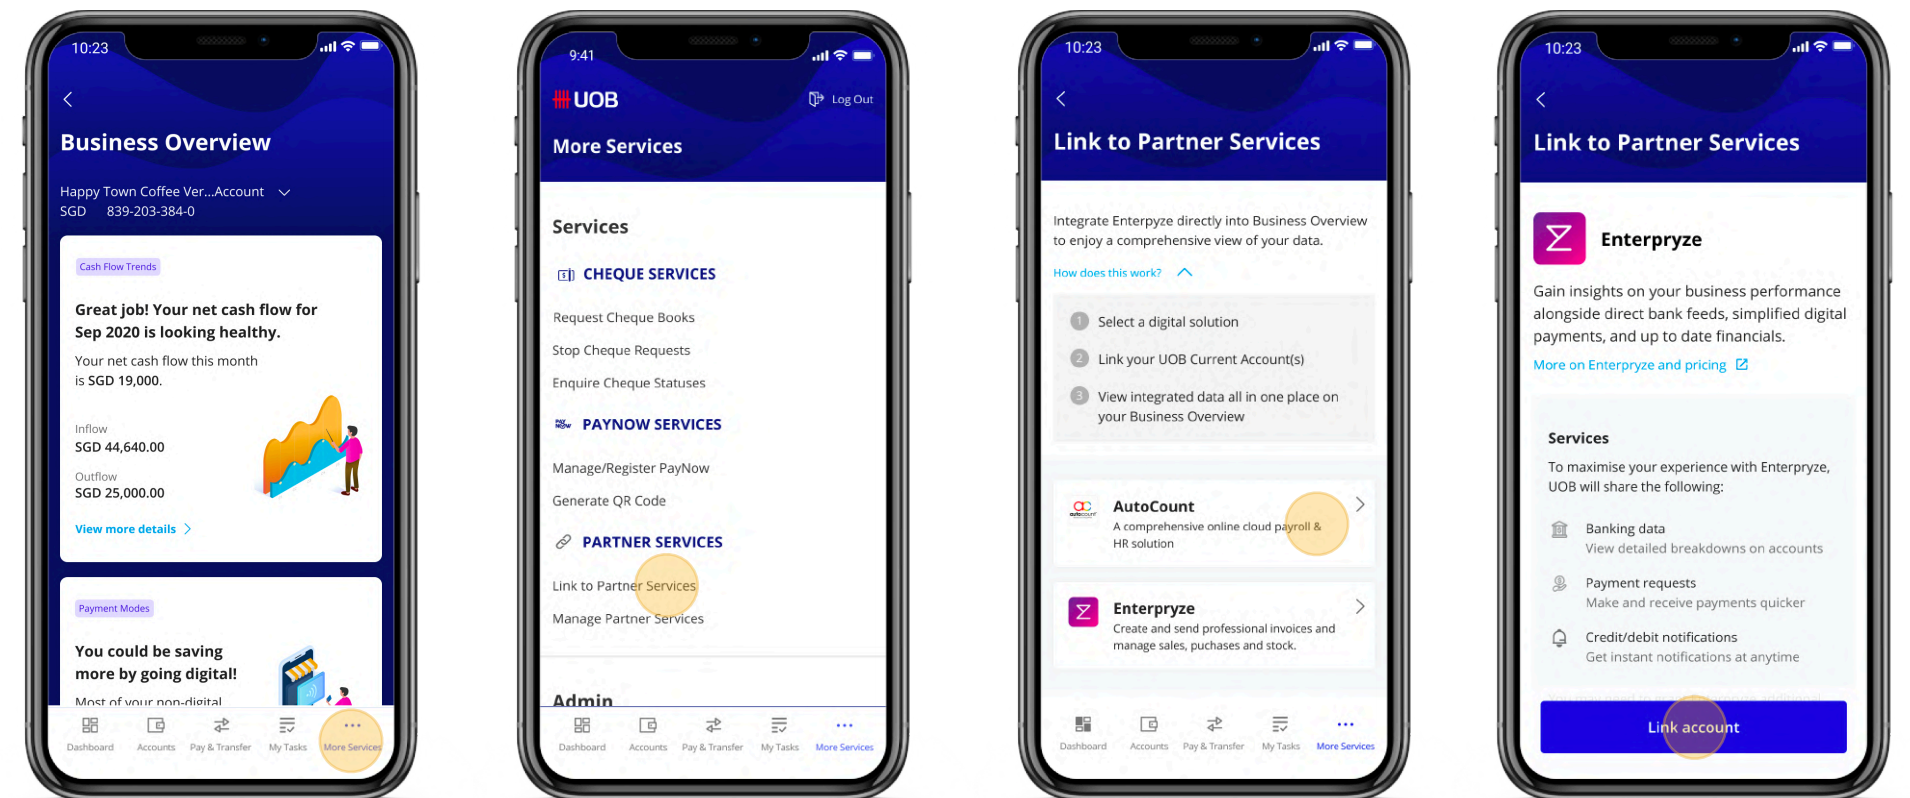 10:23
Business Overview
Happy Town Coffee Ver...Account
SGD 839-203-384-0
Cash Flow Trends
Great job! Your net cash flow for
Sep 2020 is looking healthy.
Your net cash flow this month
is SGD 19,000.
Inflow
SGD 44,640.00
Outflow
SGD 25,000.00
View more details
Payment Modes
You could be saving
more by going digital!
Most of your non-digital
Dashboard Accounts Pay & Transfer My Tasks More Services
9:41
UOB Log Out
More Services
Services
CHEQUE SERVICES
Request Cheque Books
Stop Cheque Requests
Enquire Cheque Statuses
PAY NOW PAYNOW SERVICES
Manage/Register PayNow
Generate QR Code
PARTNER SERVICES
Link to Partner Services
Manage Partner Services
Admin
Dashboard Accounts Pay & Transfer My Tasks More Services
10:23
Link to Partner Services
Integrate Enterpyze directly into Business Overview
to enjoy a comprehensive view of your data.
How does this work?
1 Select a digital solution
2 Link your UOB Current Account(s)
3 View integrated data all in one place on
your Business Overview
autocount AutoCount
A comprehensive online cloud payroll &
HR solution
Enterpryze
Create and send professional invoices and
manage sales, puchases and stock.
Dashboard Accounts Pay & Transfer My Tasks More Services
10:23
Link to Partner Services
Enterpryze
Gain insights on your business performance
alongside direct bank feeds, simplified digital
payments, and up to date financials.
More on Enterpryze and pricing
Services
To maximise your experience with Enterpryze,
UOB will share the following:
Banking data
View detailed breakdowns on accounts
Payment requests
Make and receive payments quicker
Credit/debit notifications
Get instant notifications at anytime
Link account